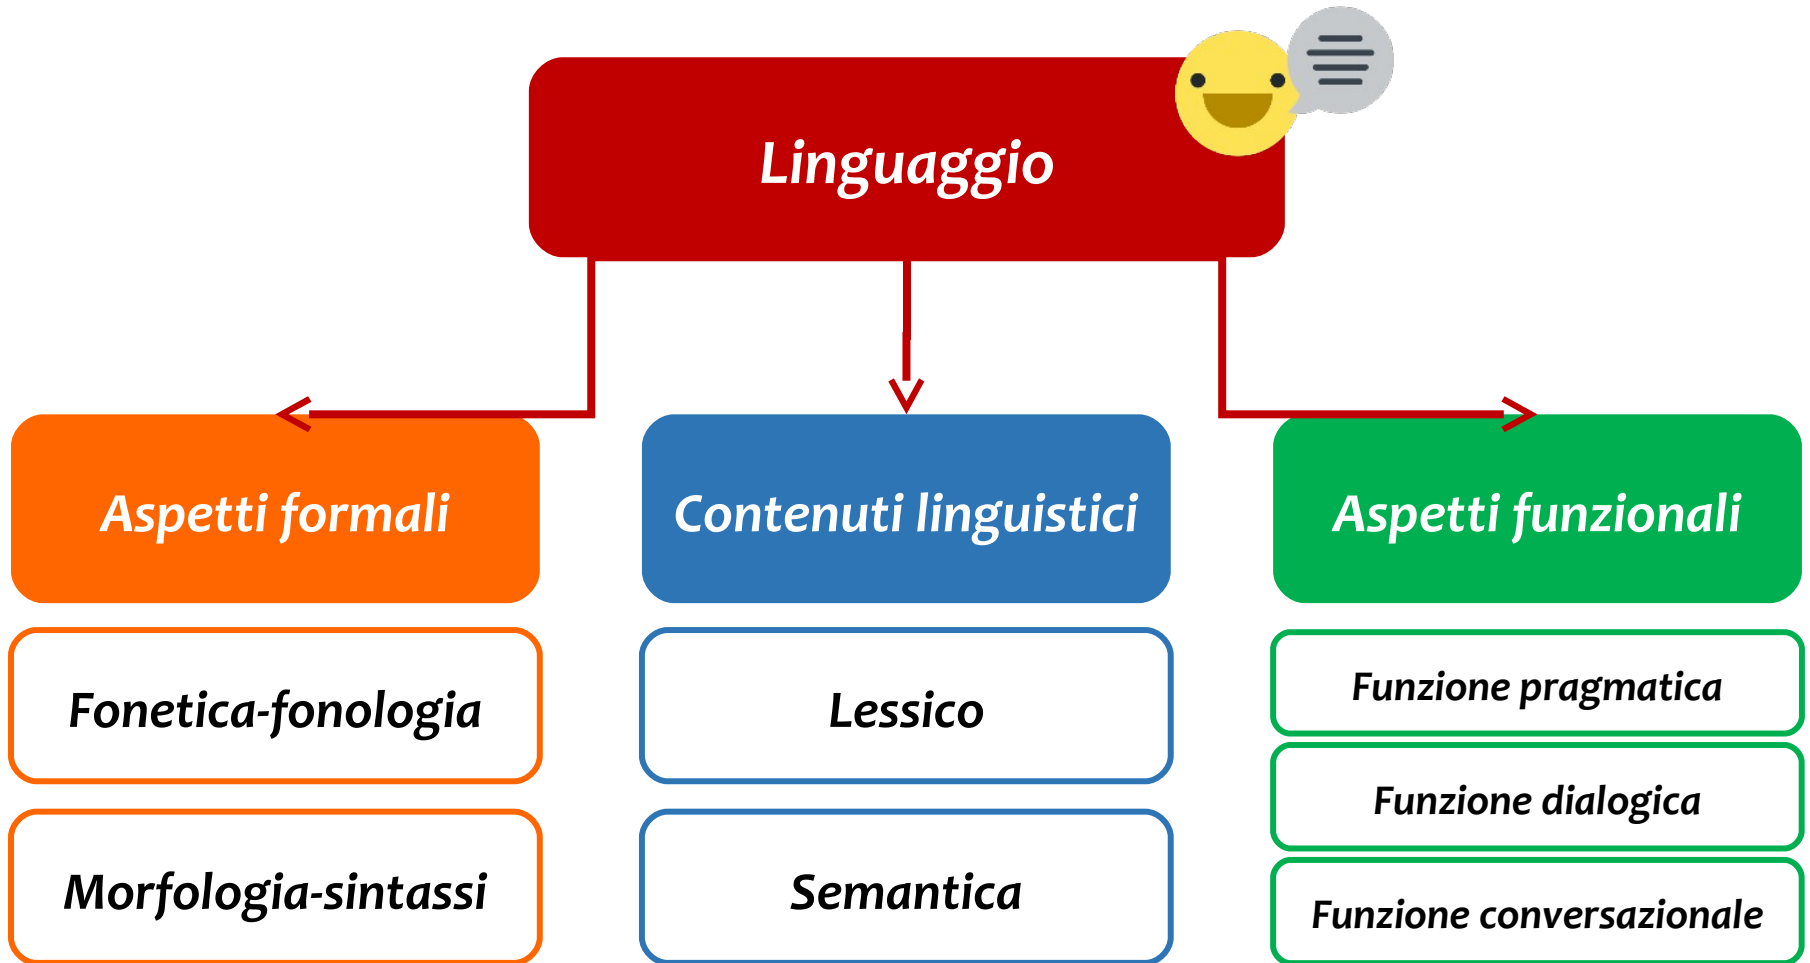 Linguaggio
Aspetti formali
Contenuti linguistici
Aspetti funzionali
Fonetica-fonologia
Morfologia-sintassi
Lessico
Semantica
Funzione pragmatica
Funzione dialogica
Funzione conversazionale